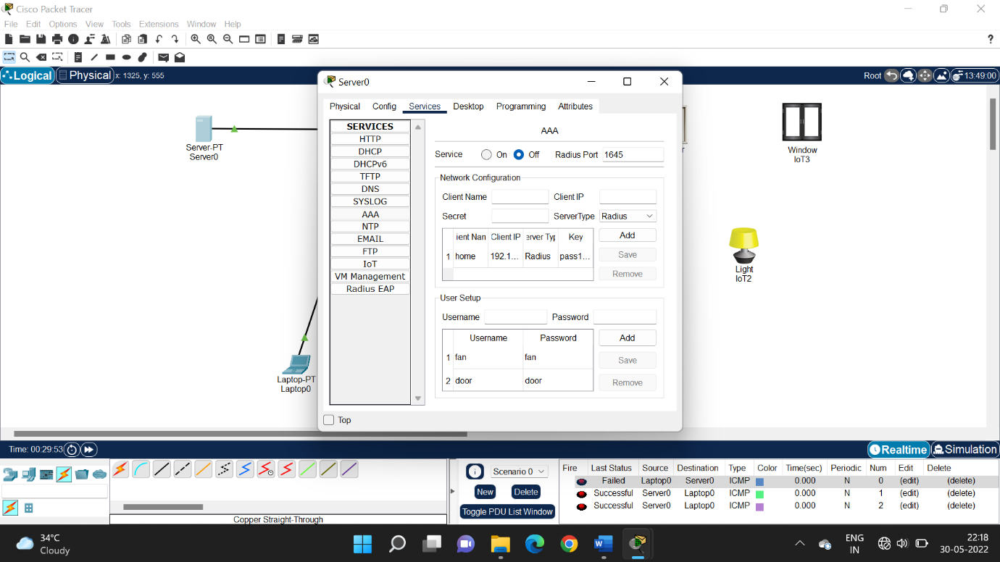 Cisco Packet Tracer
File Edit Options View Tools Extensions Window Help
Logical Physical x: 1325, y: 555 Root 13:49:00
Server-PT
Server0
Laptop-PT
Laptop0
Window
IoT3
Light
IoT2
Server0
Physical Config Services Desktop Programming Attributes
SERVICES
HTTP
DHCP
DHCPv6
TFTP
DNS
SYSLOG
AAA
NTP
EMAIL
FTP
IoT
VM Management
Radius EAP
AAA
Service On Off Radius Port 1645
Network Configuration
Client Name Client IP
Secret ServerType Radius
ient Nan Client IP erver Typ Key
1 home 192.1... Radius pass1...
Add
Save
Remove
User Setup
Username Password
Username Password
1 fan fan
2 door door
Add
Save
Remove
Top
Time: 00:29:53 Realtime Simulation
Copper Straight-Through
Scenario 0
New Delete
Toggle PDU List Window
Fire Last Status Source Destination Type Color Time(sec) Periodic Num Edit Delete
Failed Laptop0 Server0 ICMP 0.000 N 0 (edit) (delete)
Successful Server0 Laptop0 ICMP 0.000 N 1 (edit) (delete)
Successful Server0 Laptop0 ICMP 0.000 N 2 (edit) (delete)
34°C
Cloudy
ENG
IN
22:18
30-05-2022